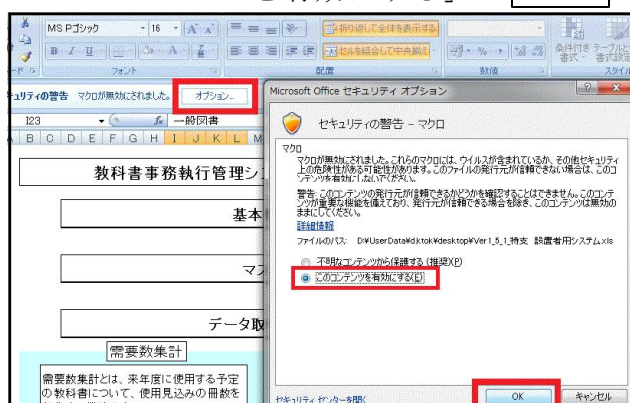 MS Pゴシック 16
折り返して全体を表示する
B I U
セルを結合して中央揃え
条件付き テーブルと
書式 書式設定
フォント 配置 数値 スタイル
セキュリティの警告 マクロが無効にされました。 オプション...
I23 fx 一般図書
B C D E F G H I J K L M
教科書事務執行管理シ
基本
マス
データ取
需要数集計
需要数集計とは、来年度に使用する予定
の教科書について、使用見込みの冊数を
Microsoft Office セキュリティ オプション
セキュリティの警告 - マクロ
マクロ
マクロが無効にされました。これらのマクロには、ウイルスが含まれているか、その他セキュリティ
上の危険性がある可能性があります。このファイルの発行元が信頼できない場合は、このコ
ンテンツを有効にしないでください。
警告: このコンテンツの発行元が信頼できるかどうかを確認することはできません。このコンテ
ンツが重要な機能を備えており、発行元が信頼できる場合を除き、このコンテンツは無効の
ままにしてください。
詳細情報
ファイルのパス: D:¥UserData¥d.ktok¥desktop¥Ver1_5_1_特支 設置者用システム.xls
不明なコンテンツから保護する (推奨)(P)
このコンテンツを有効にする(E)
セキュリティ センターを開く
OK
キャンセル